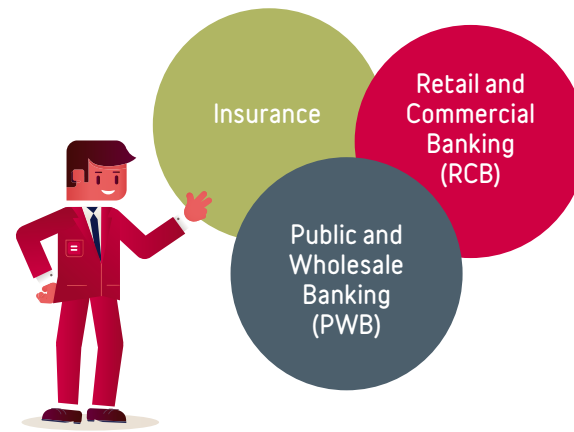 Insurance
Retail and
Commercial
Banking
(RCB)
Public and
Wholesale
Banking
(PWB)